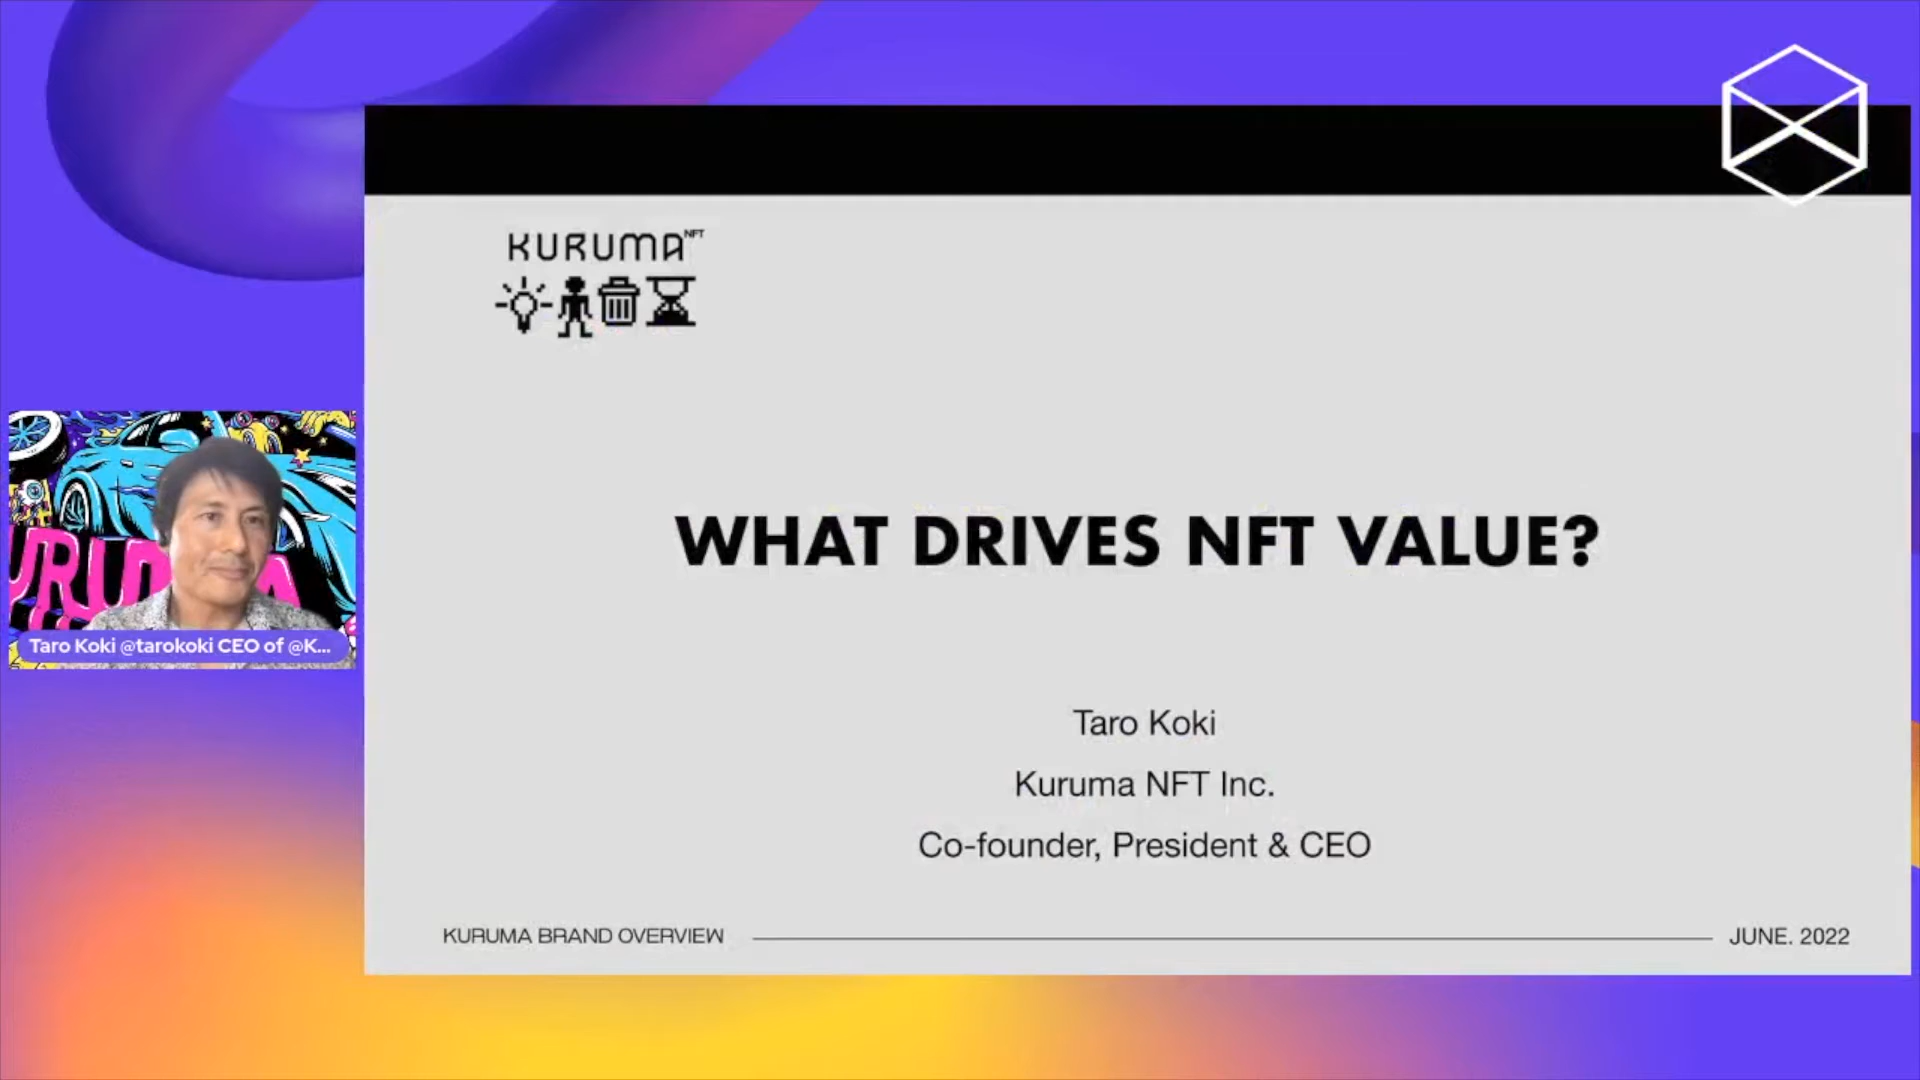 KURUMA NFT
WHAT DRIVES NFT VALUE?
Taro Koki @tarokoki CEO of @K...
Taro Koki
Kuruma NFT Inc.
Co-founder, President & CEO
KURUMA BRAND OVERVIEW
JUNE. 2022